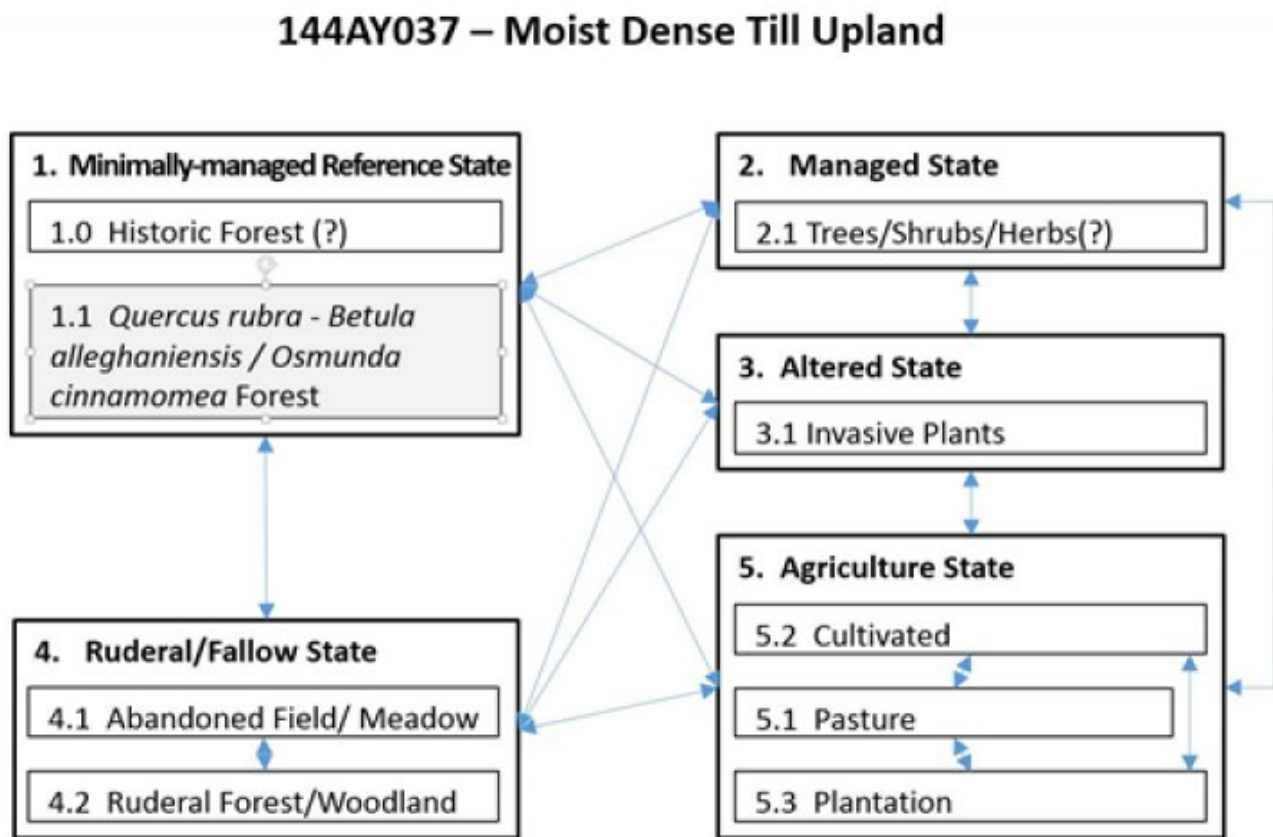 144AY037 – Moist Dense Till Upland
1. Minimally-managed Reference State
1.0 Historic Forest (?)
1.1 Quercus rubra - Betula
alleghaniensis / Osmunda
cinnamomea Forest
2. Managed State
2.1 Trees/Shrubs/Herbs(?)
3. Altered State
3.1 Invasive Plants
4. Ruderal/Fallow State
4.1 Abandoned Field/ Meadow
4.2 Ruderal Forest/Woodland
5. Agriculture State
5.2 Cultivated
5.1 Pasture
5.3 Plantation